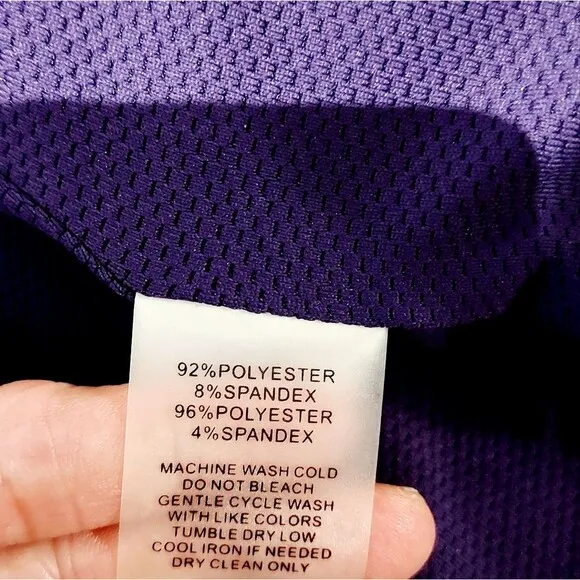 92%POLYESTER
8%SPANDEX
96%POLYESTER
4%SPANDEX
MACHINE WASH COLD
DO NOT BLEACH
GENTLE CYCLE WASH
WITH LIKE COLORS
TUMBLE DRY LOW
COOL IRON IF NEEDED
DRY CLEAN ONLY